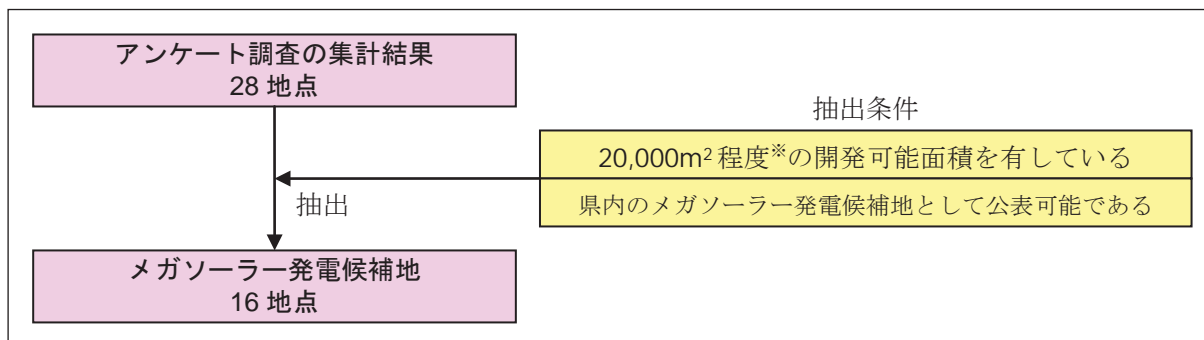 アンケート調査の集計結果
28 地点
抽出条件
20,000m² 程度※の開発可能面積を有している
県内のメガソーラー発電候補地として公表可能である
抽出
メガソーラー発電候補地
16 地点